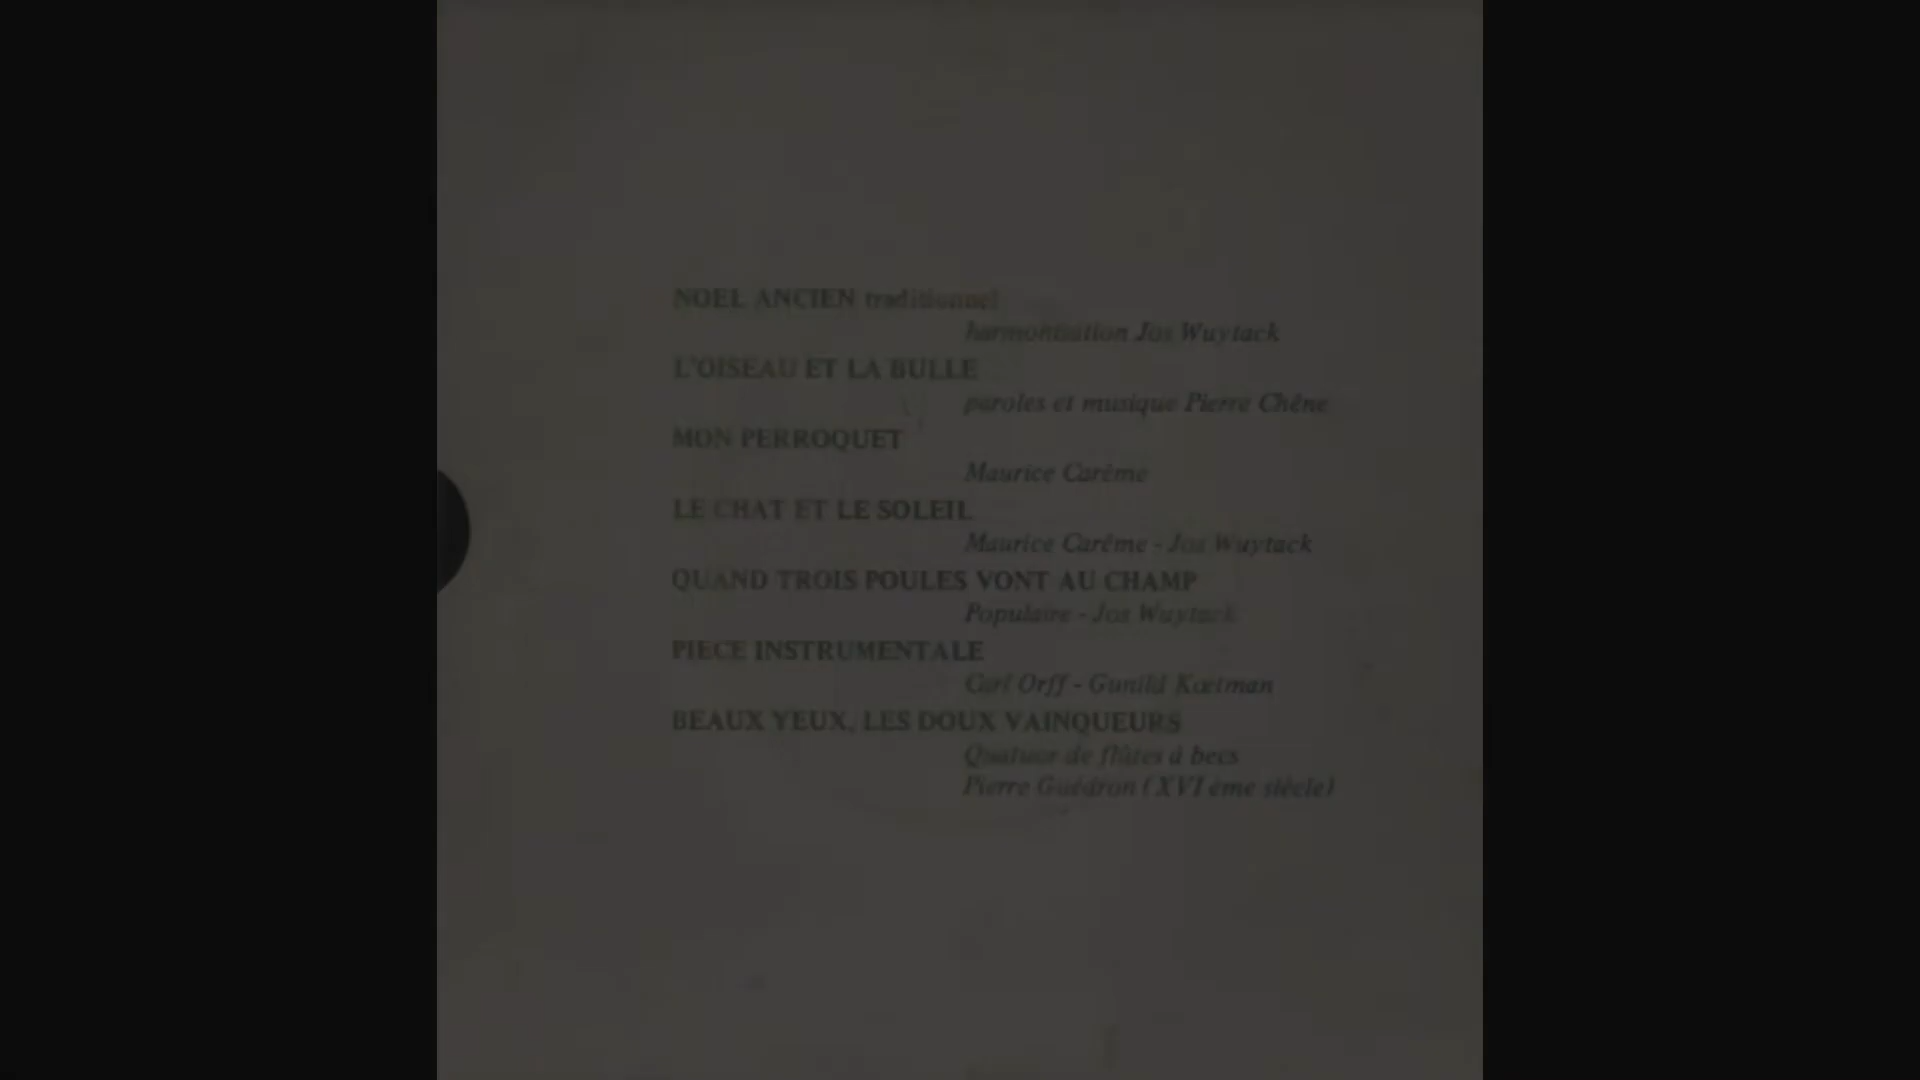 NOEL ANCIEN traditionnel
harmonisation Jos Wuytack
L'OISEAU ET LA BULLE
paroles et musique Pierre Chêne
MON PERROQUET
Maurice Carême
LE CHAT ET LE SOLEIL
Maurice Carême - Jos Wuytack
QUAND TROIS POULES VONT AU CHAMP
Populaire - Jos Wuytack
PIECE INSTRUMENTALE
Carl Orff - Gunild Kœtman
BEAUX YEUX, LES DOUX VAINQUEURS
Quatuor de flûtes à becs
Pierre Guédron (XVI ème siècle)